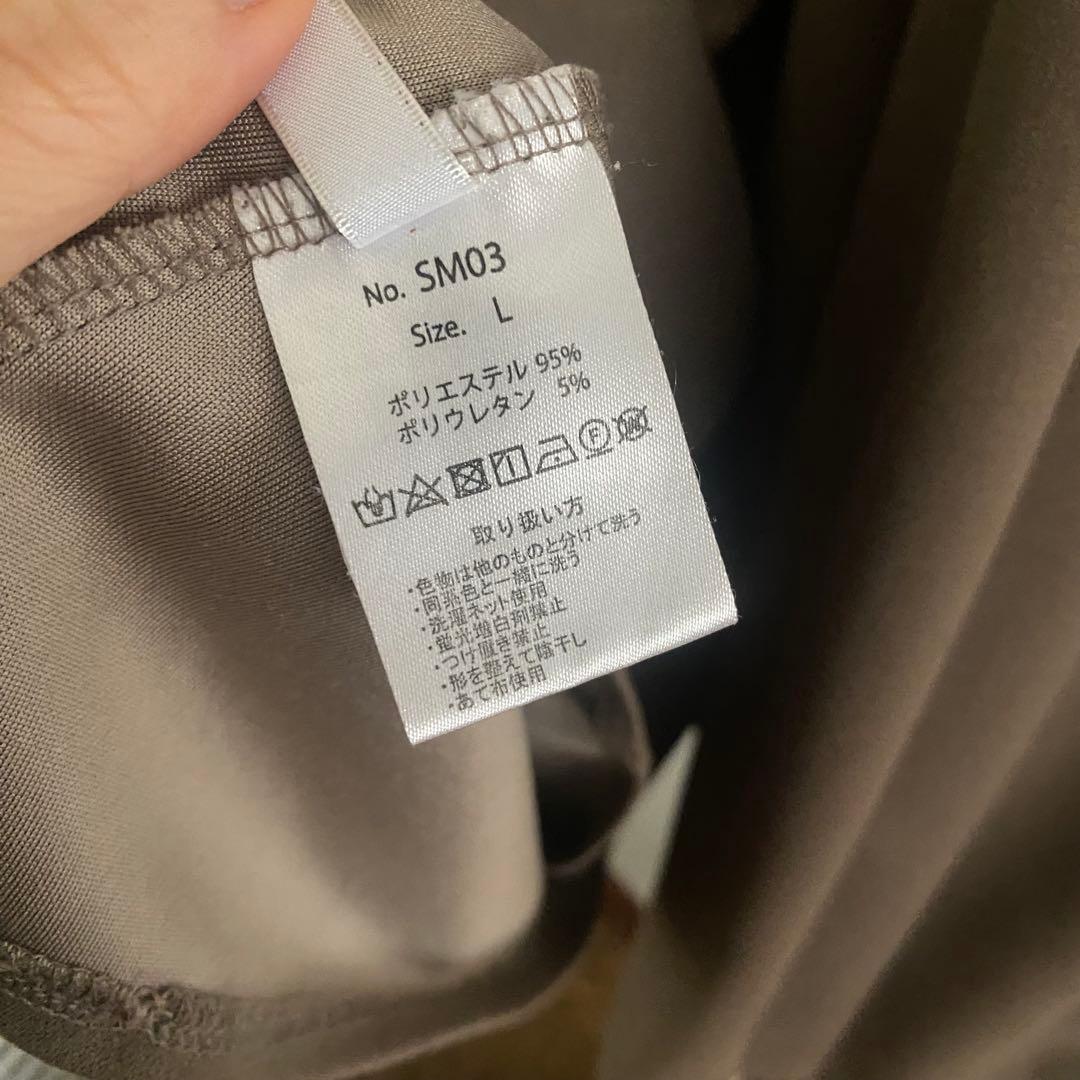 No. SM03
Size. L
ポリエステル 95%
ポリウレタン 5%
取り扱い方
・色物は他のものと分けて洗う
・同系色と一緒に洗う
・洗濯ネット使用
・蛍光増白剤禁止
・つけ置き禁止
・形を整えて陰干し
・あて布使用